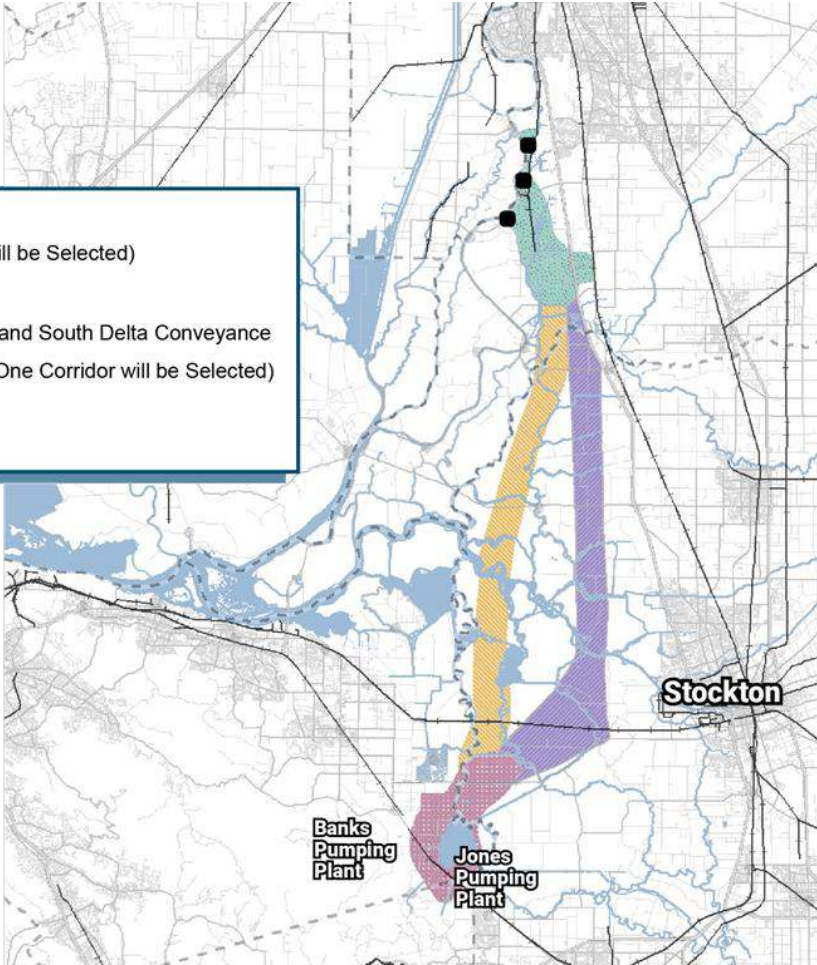 ill be Selected)
and South Delta Conveyance
One Corridor will be Selected)
Stockton
Banks
Pumping
Plant
Jones
Pumping
Plant